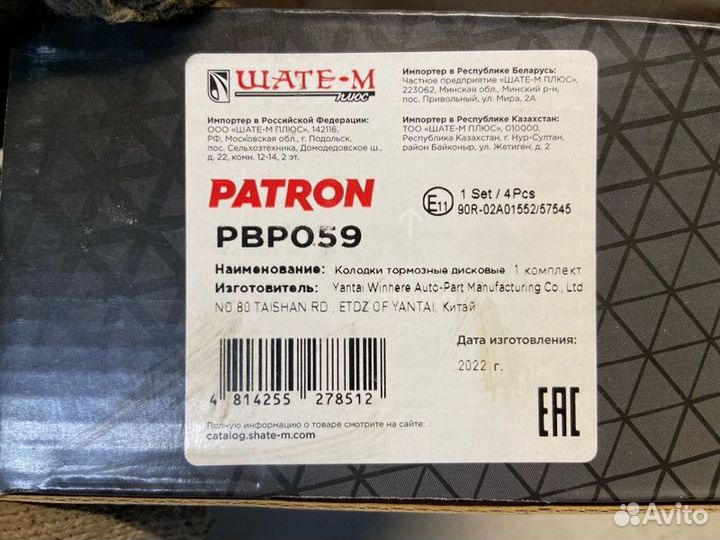 ШАТЕ-М
плюс
Импортер в Российской Федерации:
ООО «ШАТЕ-М ПЛЮС», 142116,
РФ, Московская обл., г. Подольск,
пос. Сельхозтехника, Домодедовское ш.,
д. 22, комн. 12-14, 2 эт.
Импортер в Республике Беларусь:
Частное предприятие «ШАТЕ-М ПЛЮС»,
223062, Минская обл., Минский р-н,
пос. Привольный, ул. Мира, 2А
Импортер в Республике Казахстан:
ТОО «ШАТЕ-М ПЛЮС», 010000,
Республика Казахстан, г. Нур-Султан,
район Байконыр, ул. Жетиген, д. 2
PATRON
E11
1 Set / 4Pcs
90R-02A01552/57545
PBP059
Наименование: Колодки тормозные дисковые 1 комплект
Изготовитель: Yantai Winhere Auto-Part Manufacturing Co., Ltd
NO 80 TAISHAN RD., ETDZ OF YANTAI, Китай
Дата изготовления:
2022 г.
4 814255 278512
EAC
Полную информацию о товаре смотрите на сайте:
catalog.shate-m.com
Avito